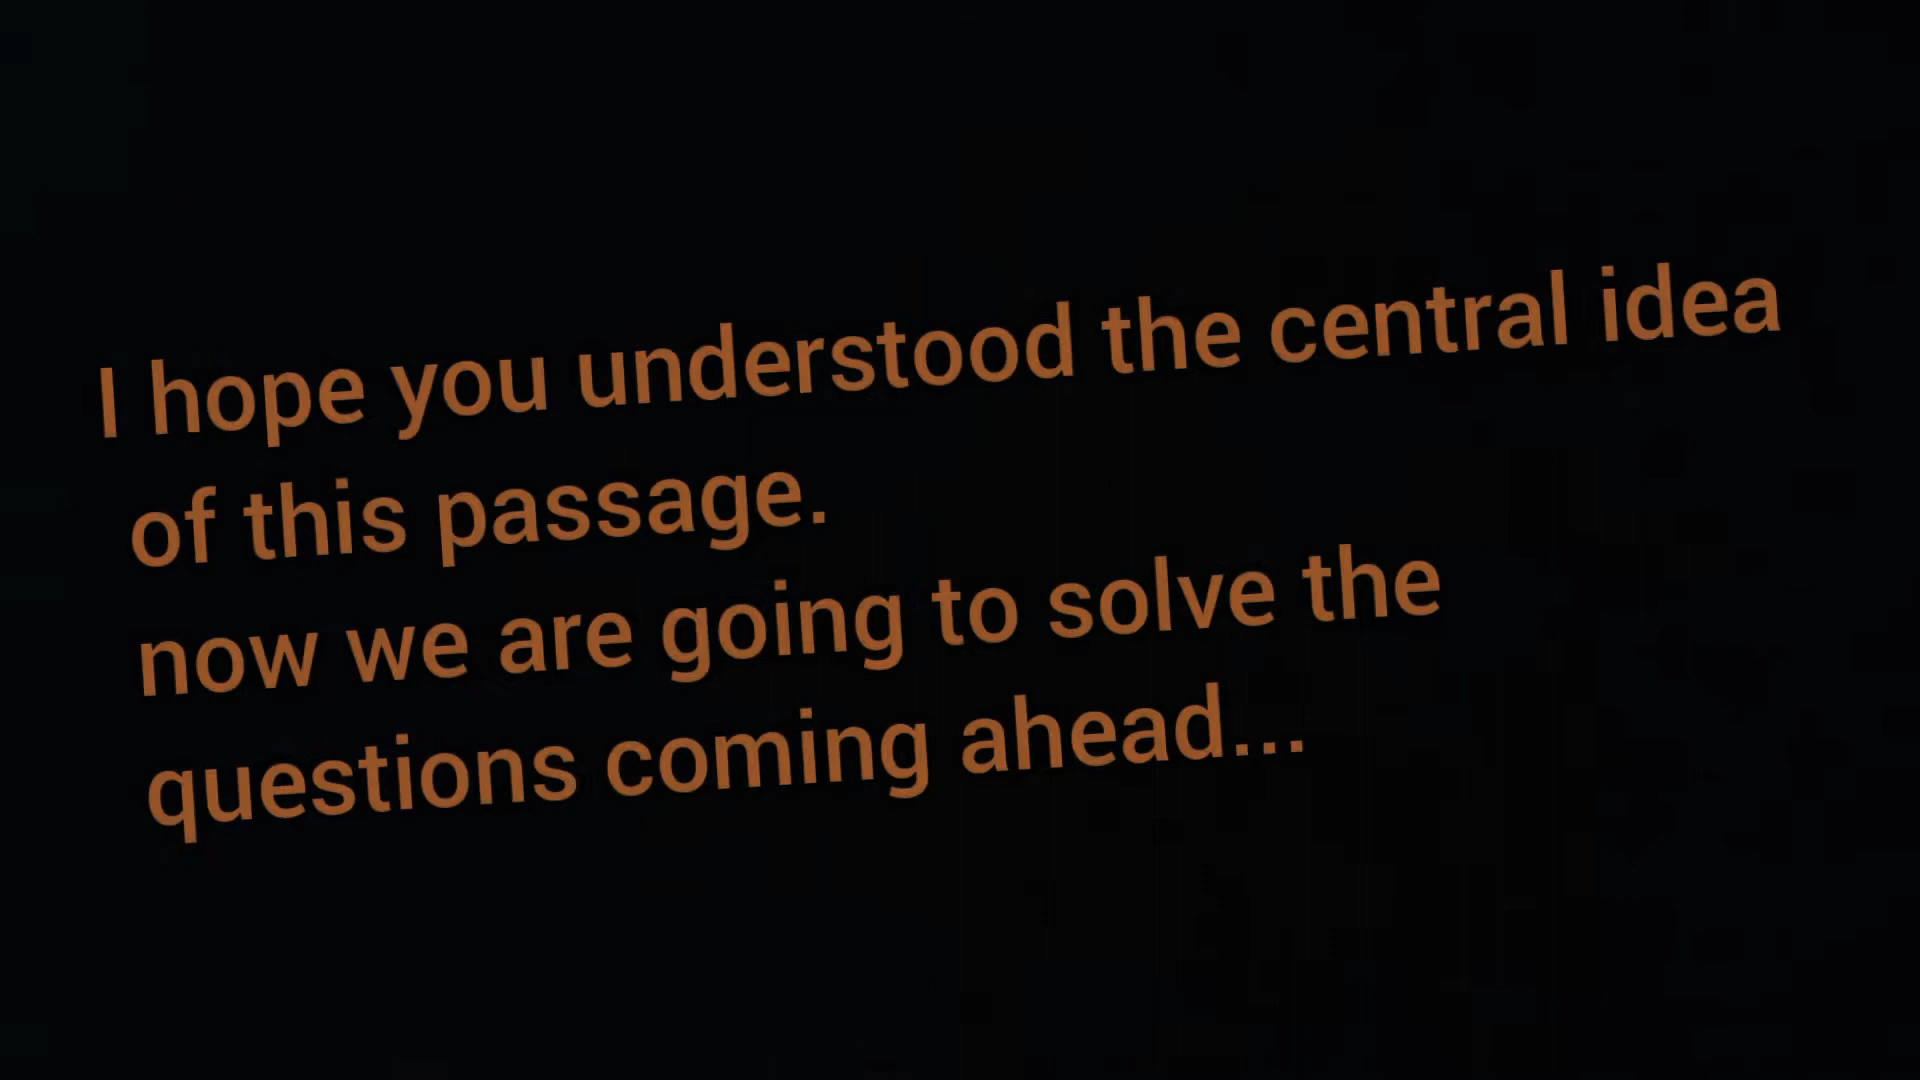 I hope you understood the central idea
of this passage.
now we are going to solve the
questions coming ahead...